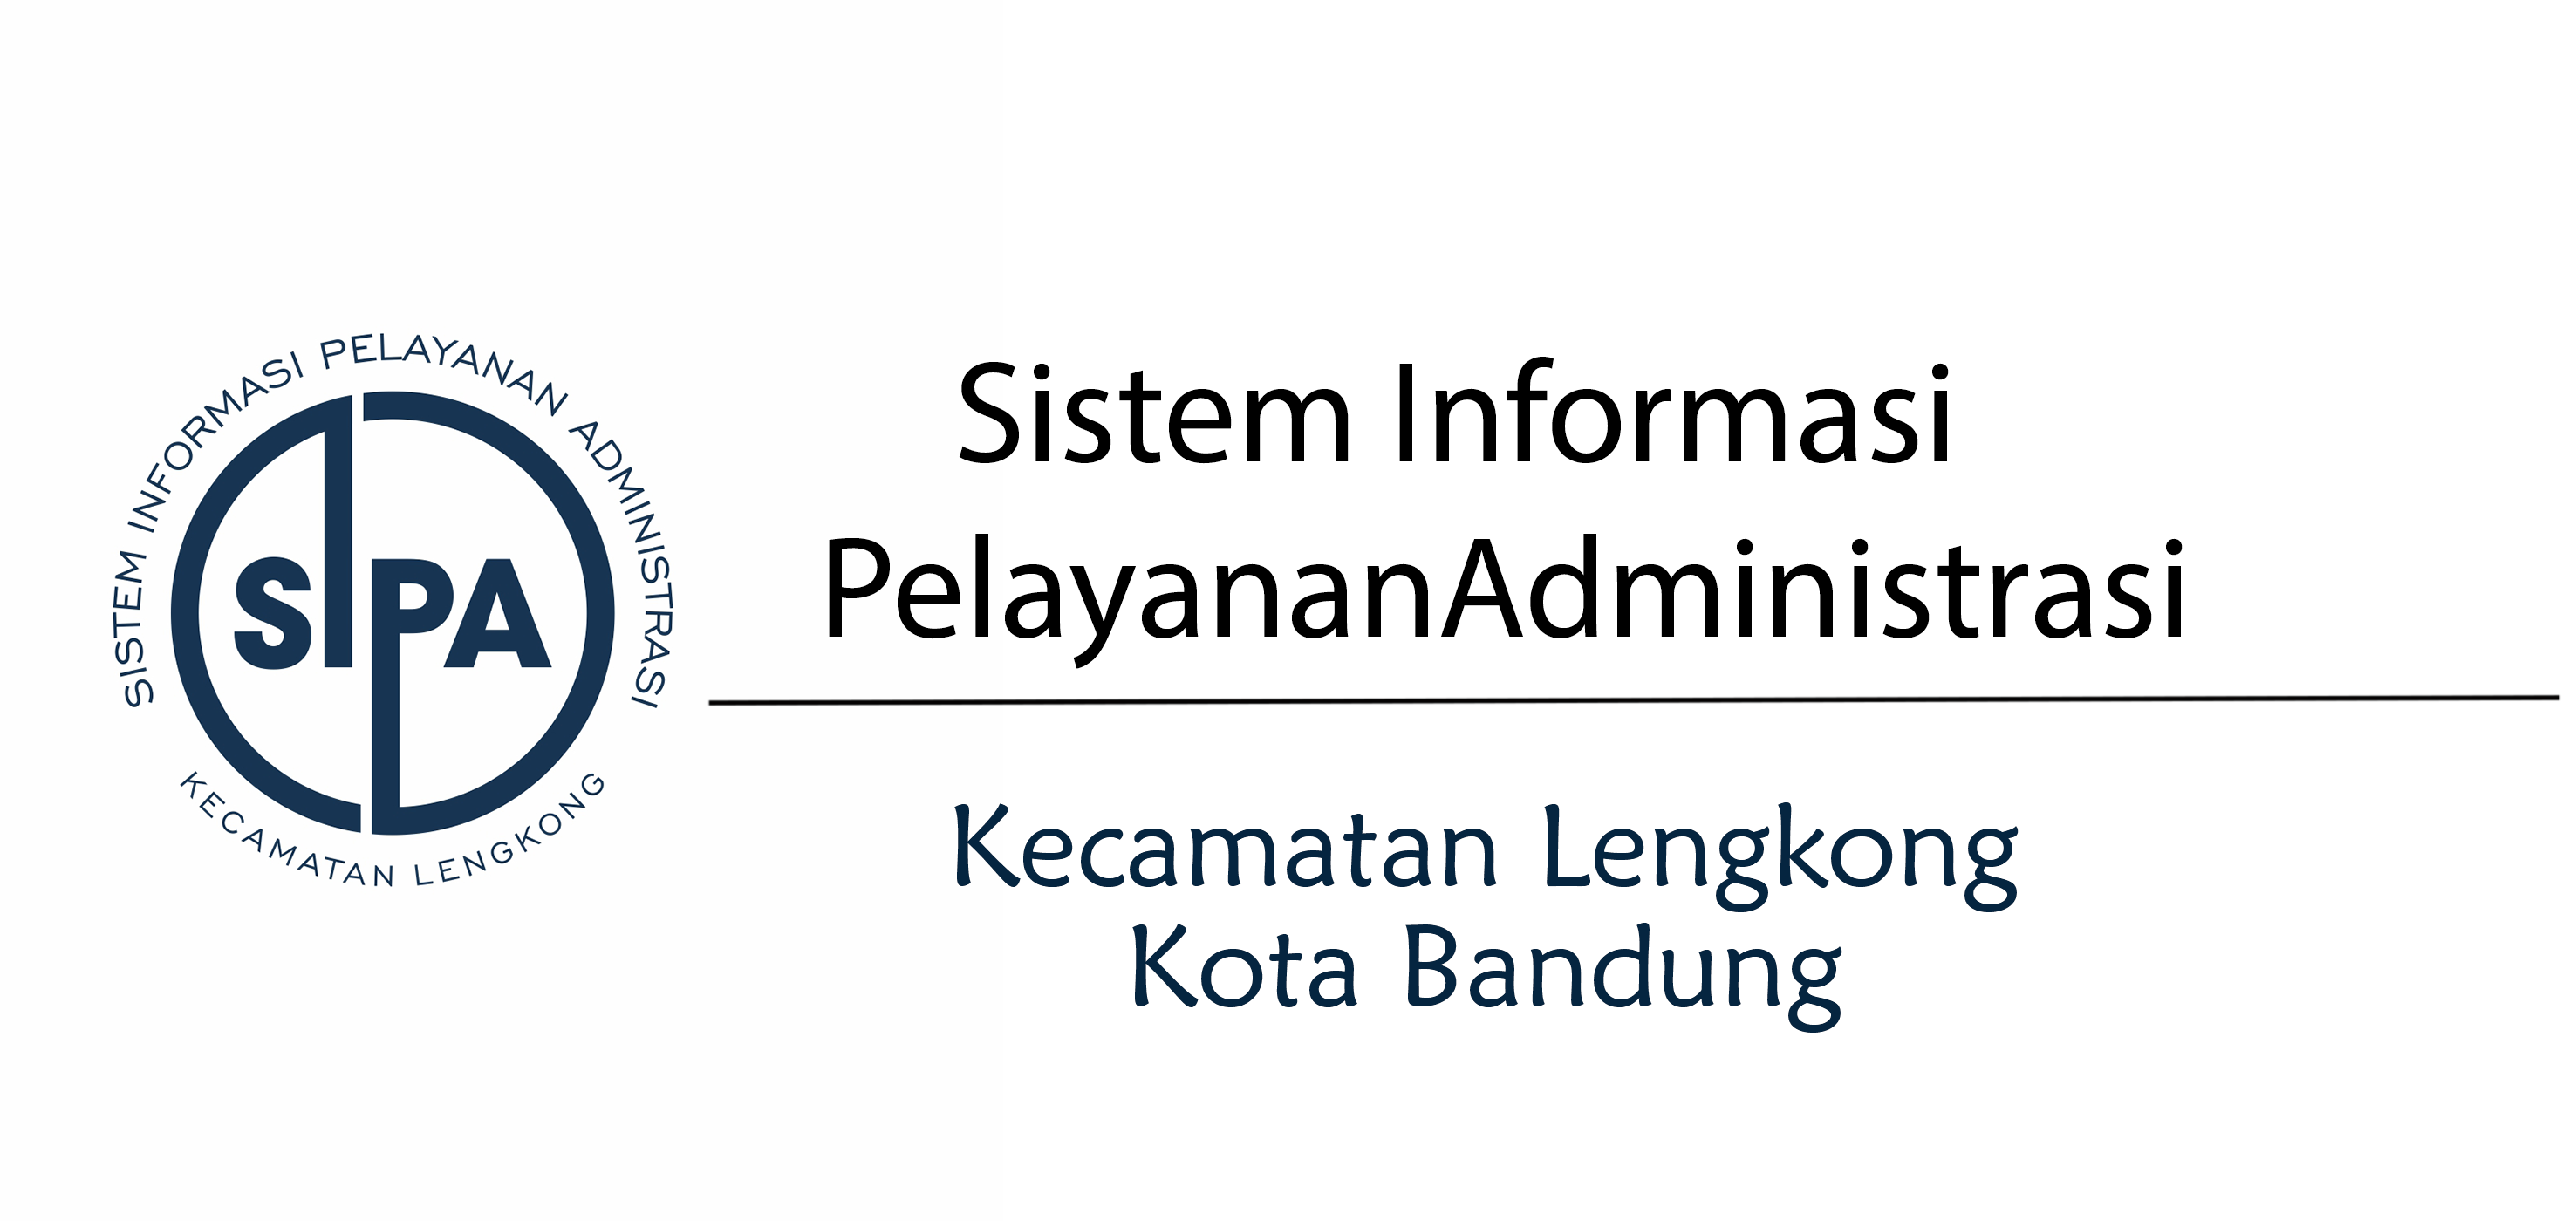 SISTEM INFORMASI PELAYANAN ADMINISTRASI
SIPA
KECAMATAN LENGKONG
Sistem Informasi
PelayananAdministrasi
Kecamatan Lengkong
Kota Bandung